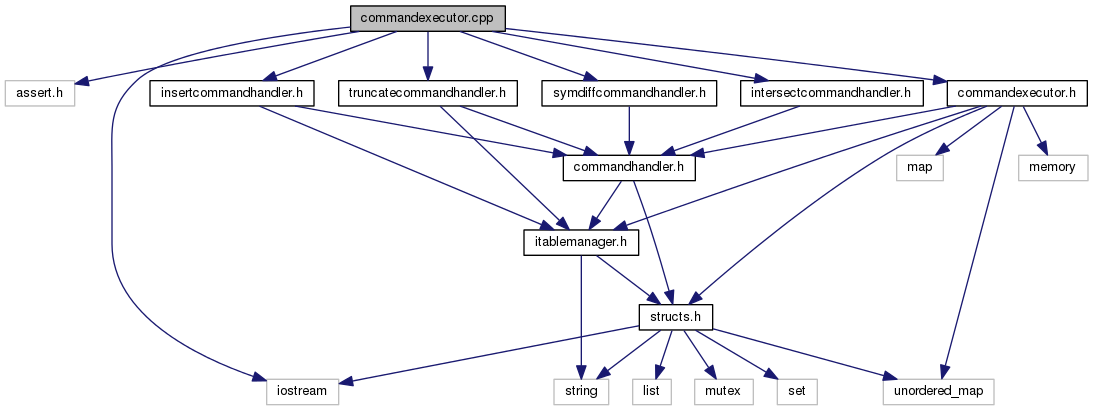 commandexecutor.cpp
assert.h
insertcommandhandler.h
truncatecommandhandler.h
symdiffcommandhandler.h
intersectcommandhandler.h
commandexecutor.h
commandhandler.h
map
memory
itablemanager.h
structs.h
iostream
string
list
mutex
set
unordered_map